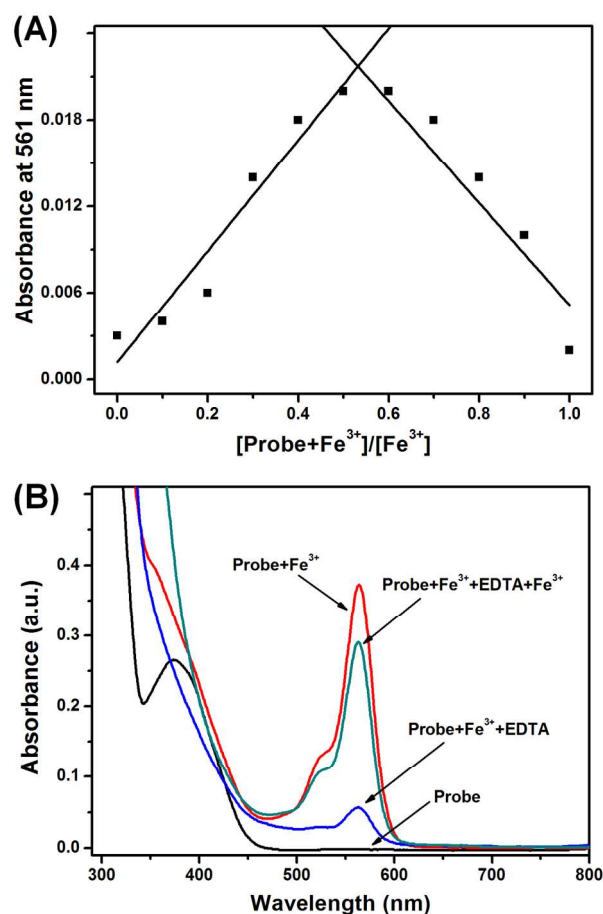 (A)
Absorbance at 561 nm
0.018
0.012
0.006
0.000
0.0 0.2 0.4 0.6 0.8 1.0
[Probe+Fe³⁺]/[Fe³⁺]
(B)
Absorbance (a.u.)
0.4
0.3
0.2
0.1
0.0
Probe+Fe³⁺
Probe+Fe³⁺+EDTA+Fe³⁺
Probe+Fe³⁺+EDTA
Probe
300 400 500 600 700 800
Wavelength (nm)